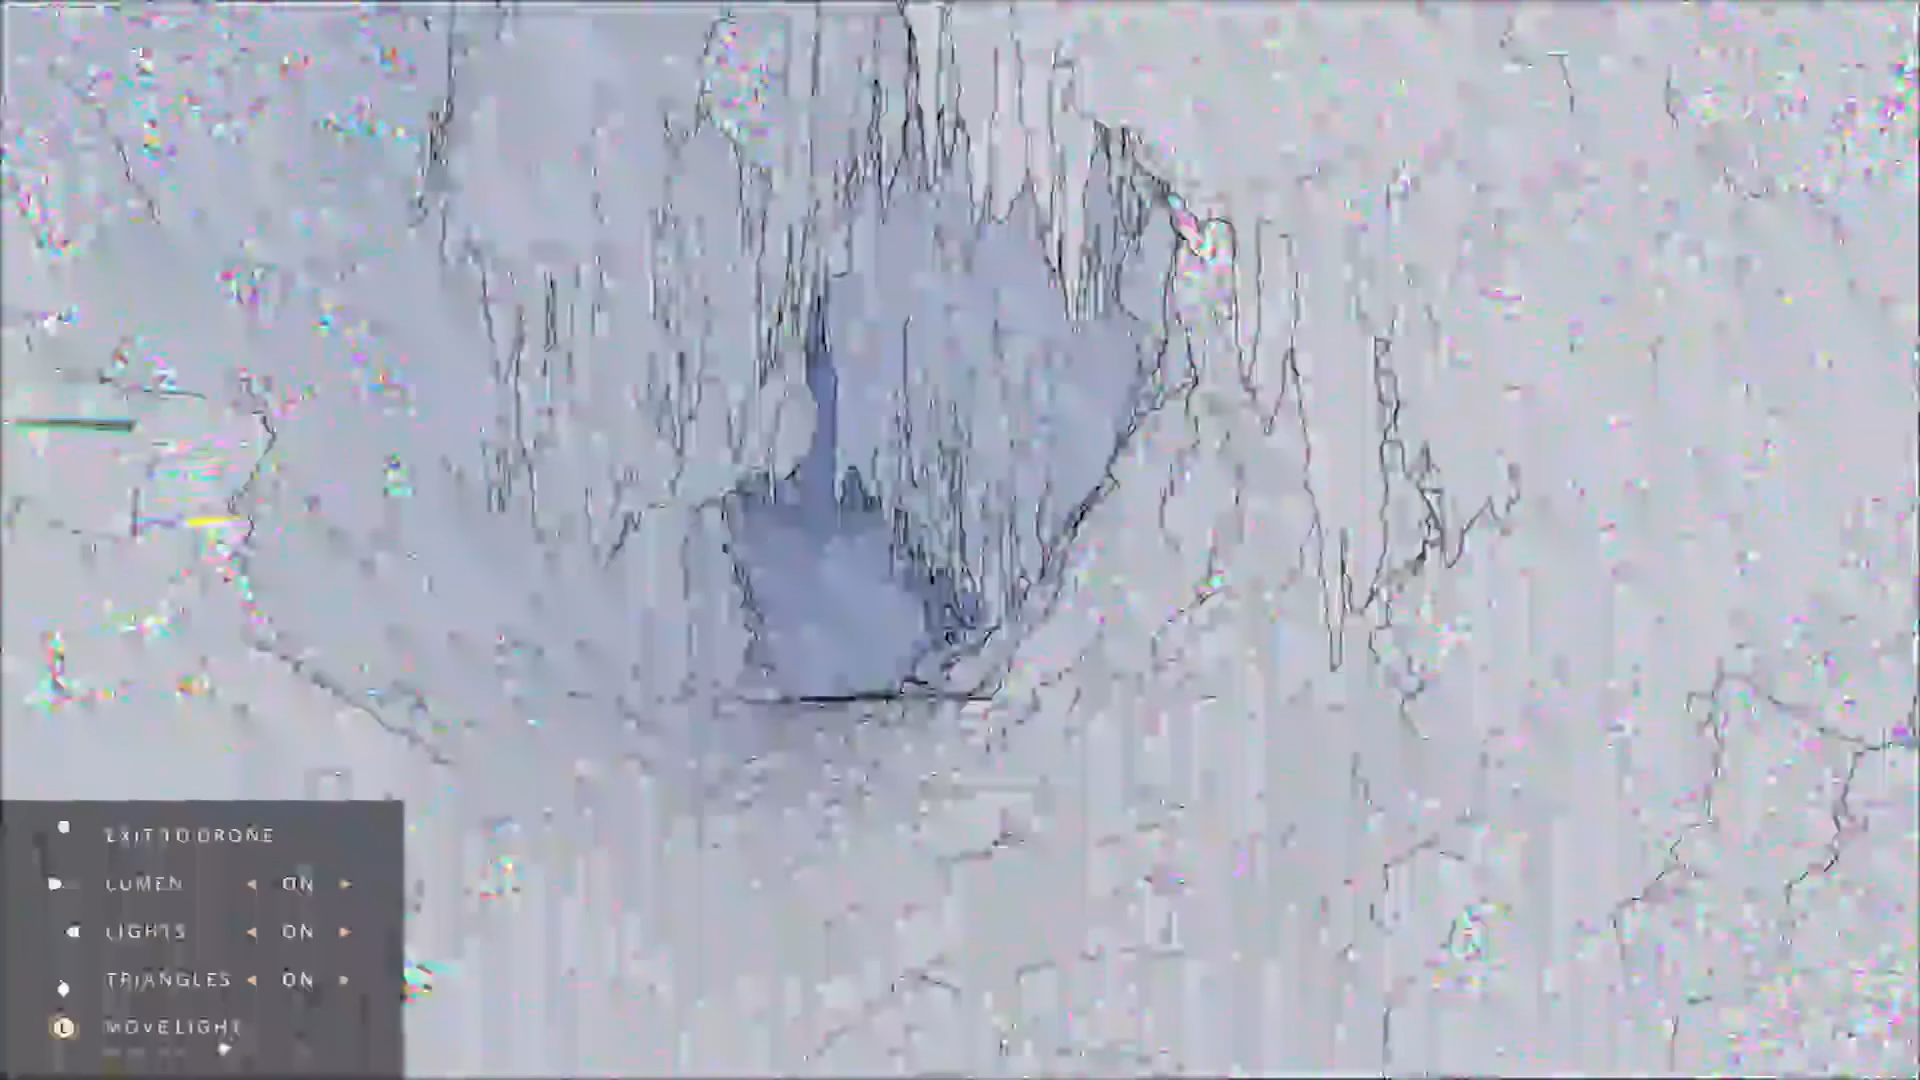 EXIT TO DRONE
LUMEN ON
LIGHTS ON
TRIANGLES ON
L MOVE LIGHT